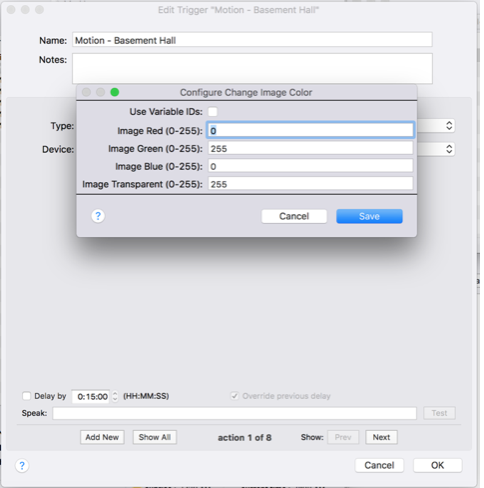 Edit Trigger "Motion - Basement Hall"
Name: Motion - Basement Hall
Notes:
Configure Change Image Color
Use Variable IDs:
Type:
Image Red (0-255): 0
Image Green (0-255): 255
Device:
Image Blue (0-255): 0
Image Transparent (0-255): 255
? Cancel Save
Delay by 0:15:00 (HH:MM:SS) Override previous delay
Speak: Test
Add New Show All action 1 of 8 Show: Prev Next
? Cancel OK